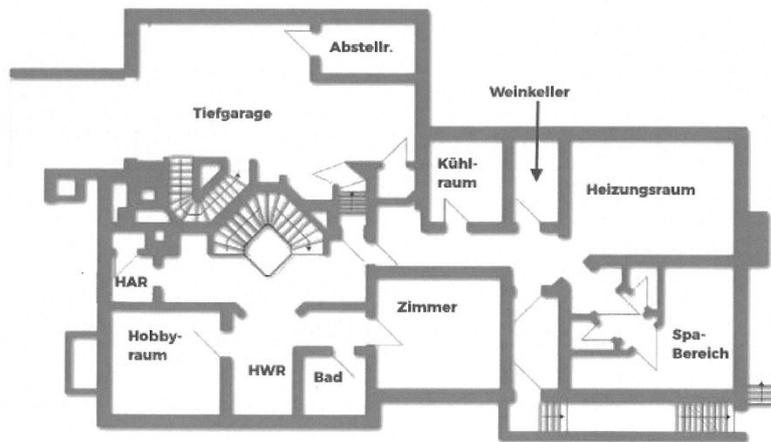 Abstellr.
Weinkeller
Tiefgarage
Kühl-
raum
Heizungsraum
HAR
Zimmer
Hobby-
raum
Spa-
Bereich
HWR
Bad